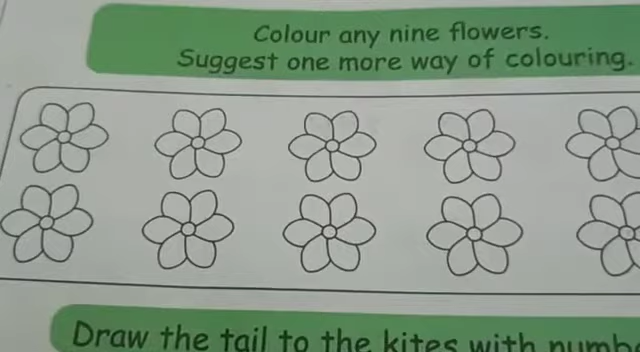 Colour any nine flowers.
Suggest one more way of colouring.
Draw the tail to the kites with